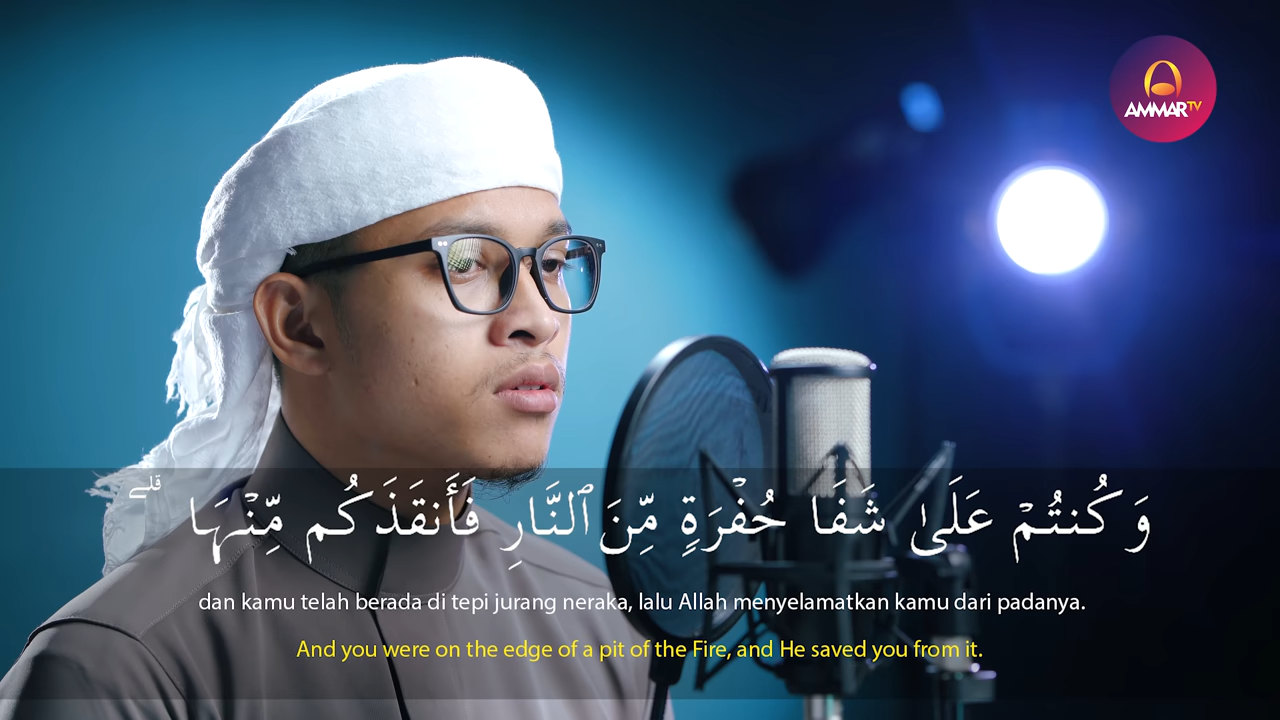 AMMARTV
وَكُنتُمْ عَلَىٰ شَفَا حُفْرَةٍ مِّنَ ٱلنَّارِ فَأَنقَذَكُم مِّنْهَا ۗ
dan kamu telah berada di tepi jurang neraka, lalu Allah menyelamatkan kamu dari padanya.
And you were on the edge of a pit of the Fire, and He saved you from it.